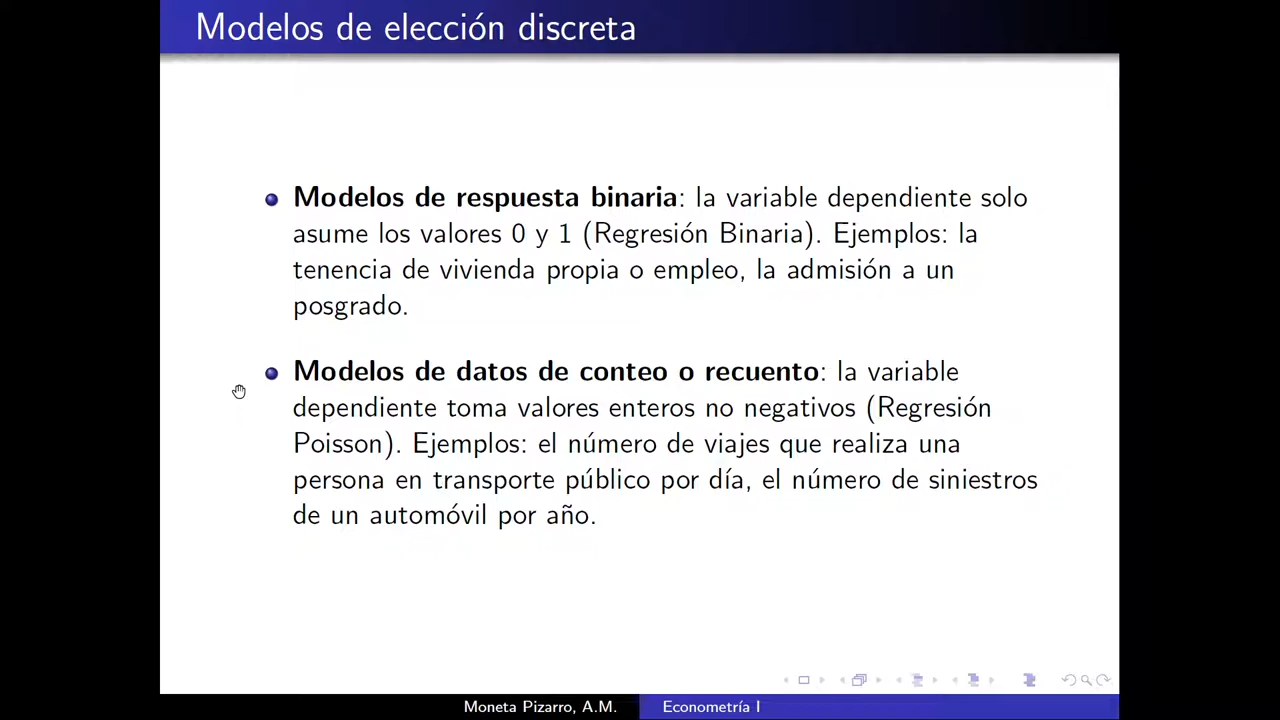 Modelos de elección discreta
Modelos de respuesta binaria: la variable dependiente solo
asume los valores 0 y 1 (Regresión Binaria). Ejemplos: la
tenencia de vivienda propia o empleo, la admisión a un
posgrado.
Modelos de datos de conteo o recuento: la variable
dependiente toma valores enteros no negativos (Regresión
Poisson). Ejemplos: el número de viajes que realiza una
persona en transporte público por día, el número de siniestros
de un automóvil por año.
Moneta Pizarro, A.M.
Econometría I